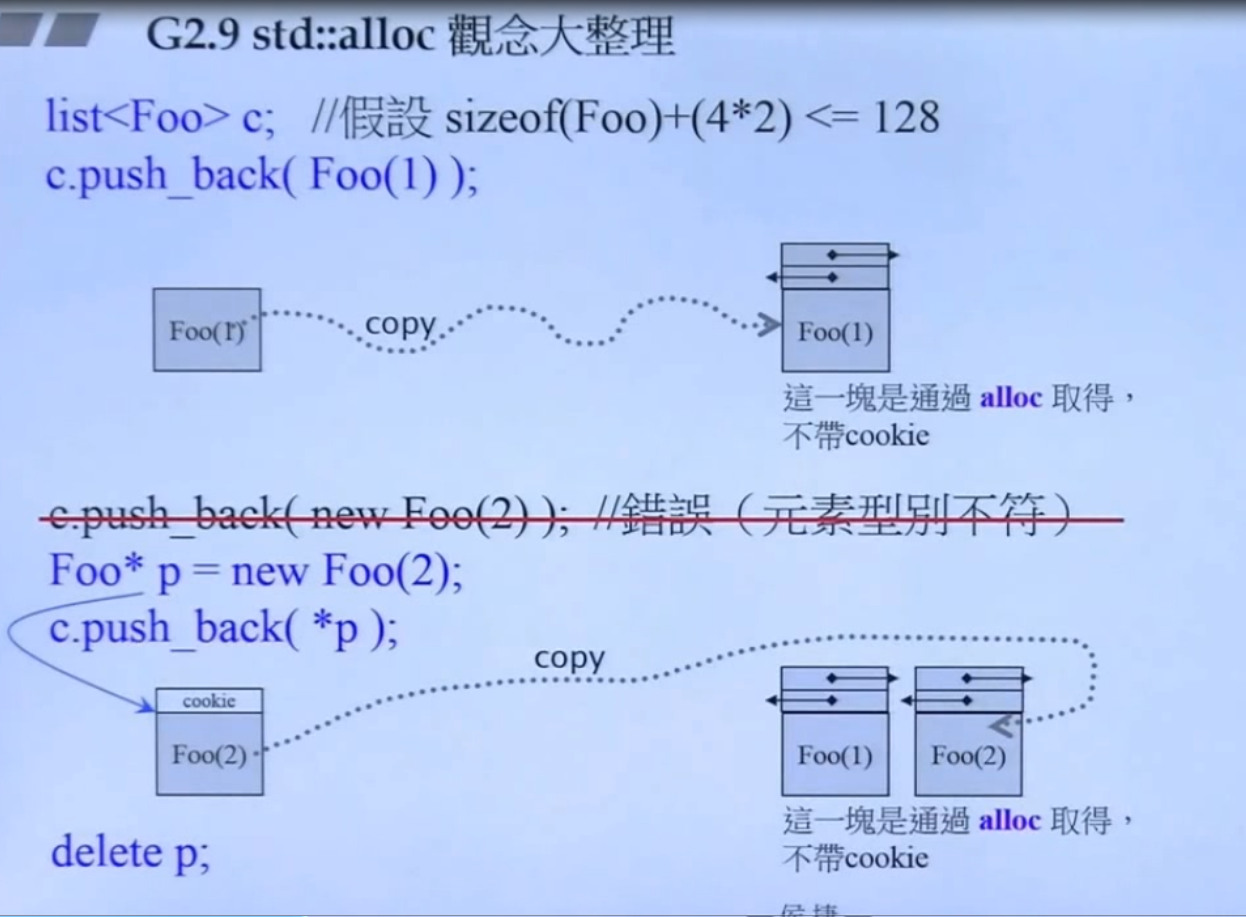 G2.9 std::alloc 觀念大整理
list<Foo> c; //假設 sizeof(Foo)+(4*2) <= 128
c.push_back( Foo(1) );
Foo(1)
copy
Foo(1)
這一塊是通過 alloc 取得，
不帶cookie
c.push_back( new Foo(2) ); //錯誤（元素型別不符）
Foo* p = new Foo(2);
c.push_back( *p );
copy
cookie
Foo(2)
Foo(1)
Foo(2)
這一塊是通過 alloc 取得，
不帶cookie
delete p;